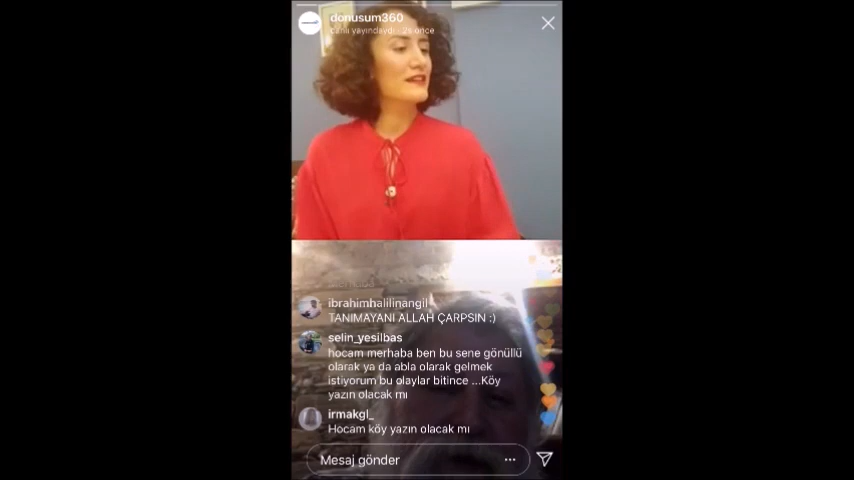 donusum360
canlı yayındaydı · 2s önce
ibrahimhalilinangil
TANIMAYANI ALLAH ÇARPSIN :)
selin_yesilbas
hocam merhaba ben bu sene gönüllü
olarak ya da abla olarak gelmek
istiyorum bu olaylar bitince ...Köy
yazın olacak mı
irmakgl_
Hocam köy yazın olacak mı
Mesaj gönder